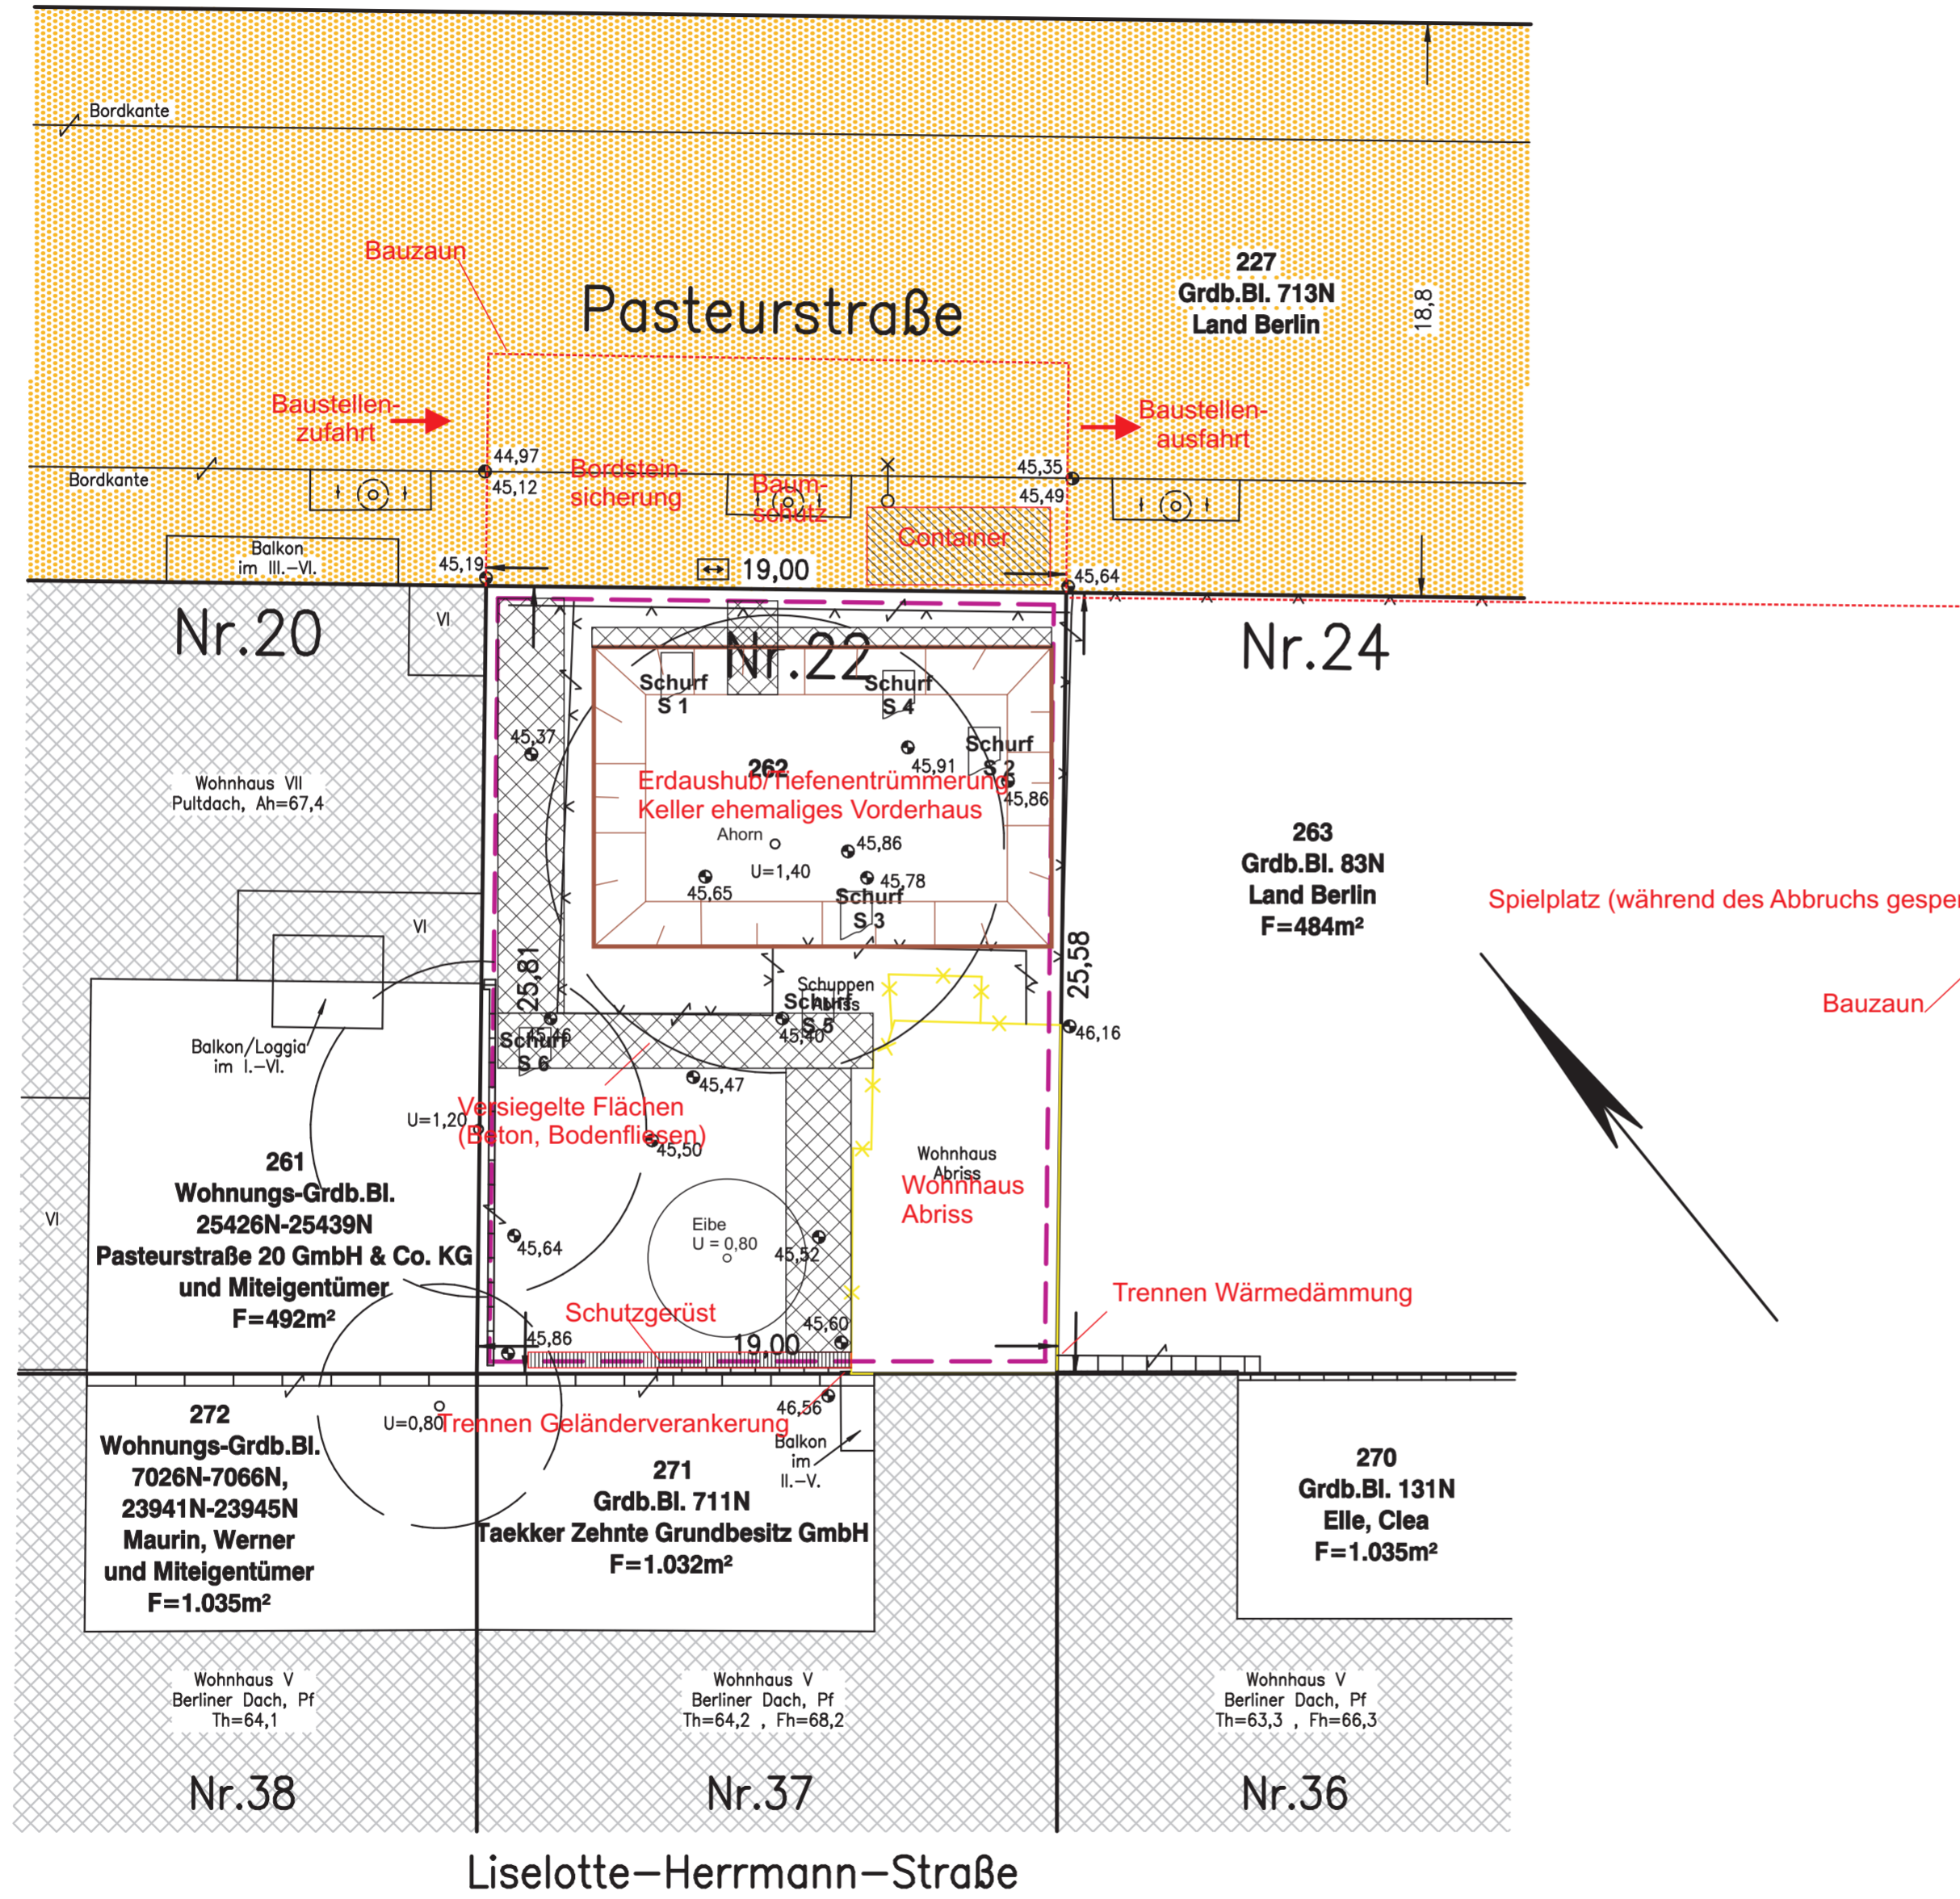 Bordkante
Bauzaun
Pasteurstraße
227
Grdb.Bl. 713N
Land Berlin
18,8
Baustellen-
zufahrt
Baustellen-
ausfahrt
44,97
45,12
Bordstein-
sicherung
Baum-
schutz
45,35
45,49
Bordkante
Container
Balkon
im III.-VI.
45,19
19,00
45,64
Nr.20
VI
Nr.22
Nr.24
Schurf
S 1
Schurf
S 4
Schurf
S 2
45,37
45,91
45,86
262
Erdaushub/Tiefenentrümmerung
Keller ehemaliges Vorderhaus
Wohnhaus VII
Pultdach, Ah=67,4
Ahorn
U=1,40
45,86
45,78
45,65
Schurf
S 3
263
Grdb.Bl. 83N
Land Berlin
F=484m²
Spielplatz (während des Abbruchs gesper
Bauzaun
VI
25,81
25,58
Schuppen
Abriss
Schurf
S 5
45,46
45,40
Schurf
S 6
46,16
Balkon/Loggia
im I.-VI.
45,47
U=1,20
Versiegelte Flächen
(Beton, Bodenfliesen)
45,50
Wohnhaus
Abriss
Wohnhaus
Abriss
VI
261
Wohnungs-Grdb.Bl.
25426N-25439N
Pasteurstraße 20 GmbH & Co. KG
und Miteigentümer
F=492m²
Eibe
U = 0,80
45,64
45,52
Schutzgerüst
Trennen Wärmedämmung
45,86
19,00
45,60
272
Wohnungs-Grdb.Bl.
7026N-7066N,
23941N-23945N
Maurin, Werner
und Miteigentümer
F=1.035m²
U=0,80
Trennen Geländerverankerung
46,56
Balkon
im
II.-V.
271
Grdb.Bl. 711N
Taekker Zehnte Grundbesitz GmbH
F=1.032m²
270
Grdb.Bl. 131N
Elle, Clea
F=1.035m²
Wohnhaus V
Berliner Dach, Pf
Th=64,1
Wohnhaus V
Berliner Dach, Pf
Th=64,2 , Fh=68,2
Wohnhaus V
Berliner Dach, Pf
Th=63,3 , Fh=66,3
Nr.38
Nr.37
Nr.36
Liselotte-Herrmann-Straße